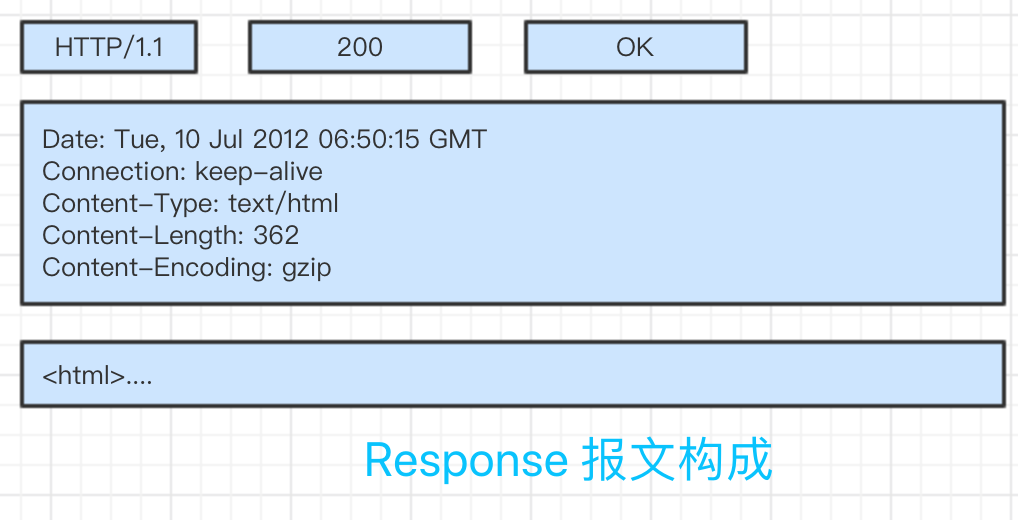 HTTP/1.1 200 OK
Date: Tue, 10 Jul 2012 06:50:15 GMT
Connection: keep-alive
Content-Type: text/html
Content-Length: 362
Content-Encoding: gzip
<html>....
Response 报文构成